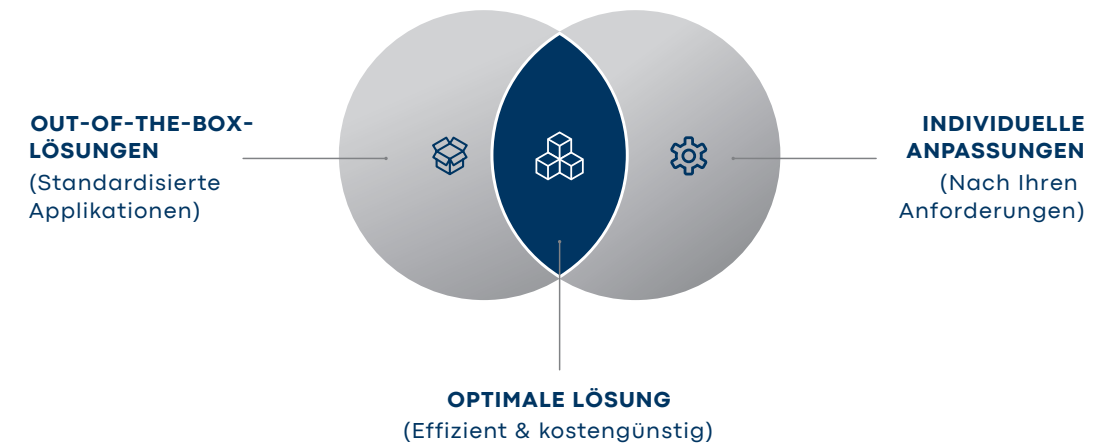 OUT-OF-THE-BOX-
LÖSUNGEN
(Standardisierte
Applikationen)
INDIVIDUELLE
ANPASSUNGEN
(Nach Ihren
Anforderungen)
OPTIMALE LÖSUNG
(Effizient & kostengünstig)